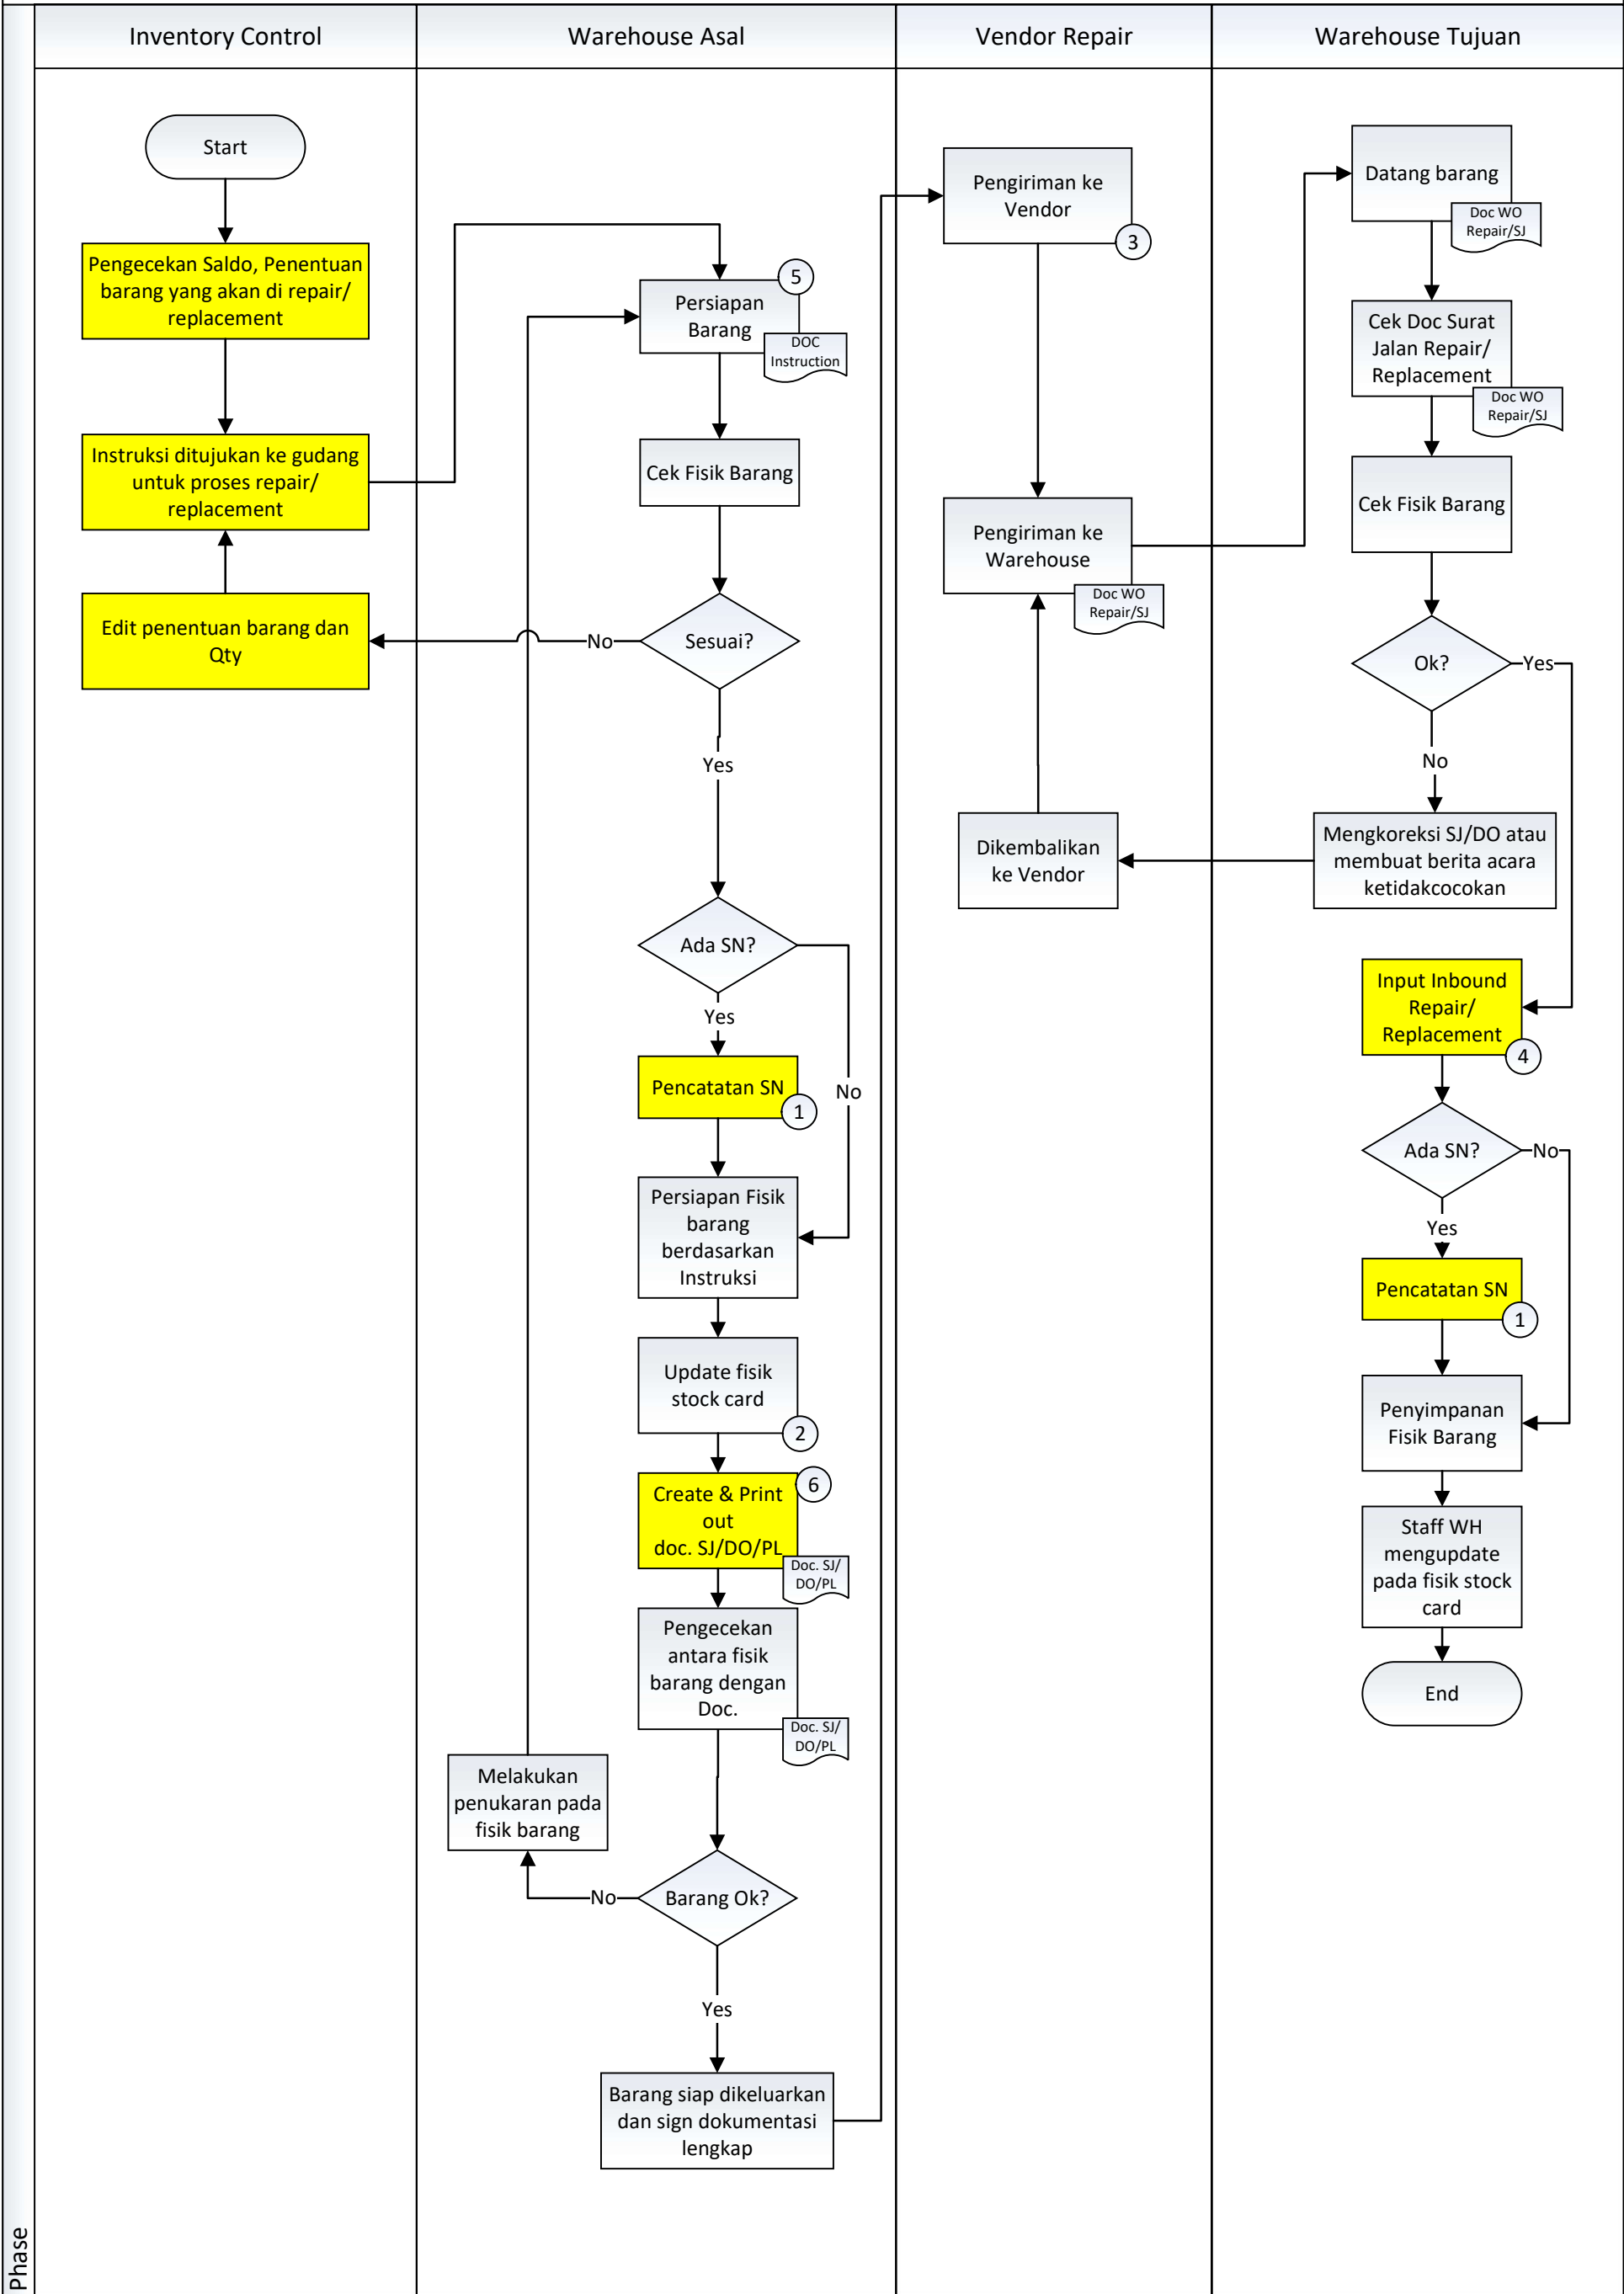 Inventory Control
Warehouse Asal
Vendor Repair
Warehouse Tujuan
Phase
Start
Pengecekan Saldo, Penentuan
barang yang akan di repair/
replacement
Instruksi ditujukan ke gudang
untuk proses repair/
replacement
Edit penentuan barang dan
Qty
5
Persiapan
Barang
DOC
Instruction
Cek Fisik Barang
Sesuai?
No
Yes
Ada SN?
Yes
No
Pencatatan SN
1
Persiapan Fisik
barang
berdasarkan
Instruksi
Update fisik
stock card
2
6
Create & Print
out
doc. SJ/DO/PL
Doc. SJ/
DO/PL
Pengecekan
antara fisik
barang dengan
Doc.
Doc. SJ/
DO/PL
Melakukan
penukaran pada
fisik barang
Barang Ok?
No
Yes
Barang siap dikeluarkan
dan sign dokumentasi
lengkap
Pengiriman ke
Vendor
3
Pengiriman ke
Warehouse
Doc WO
Repair/SJ
Dikembalikan
ke Vendor
Datang barang
Doc WO
Repair/SJ
Cek Doc Surat
Jalan Repair/
Replacement
Doc WO
Repair/SJ
Cek Fisik Barang
Ok?
Yes
No
Mengkoreksi SJ/DO atau
membuat berita acara
ketidakcocokan
Input Inbound
Repair/
Replacement
4
Ada SN?
No
Yes
Pencatatan SN
1
Penyimpanan
Fisik Barang
Staff WH
mengupdate
pada fisik stock
card
End